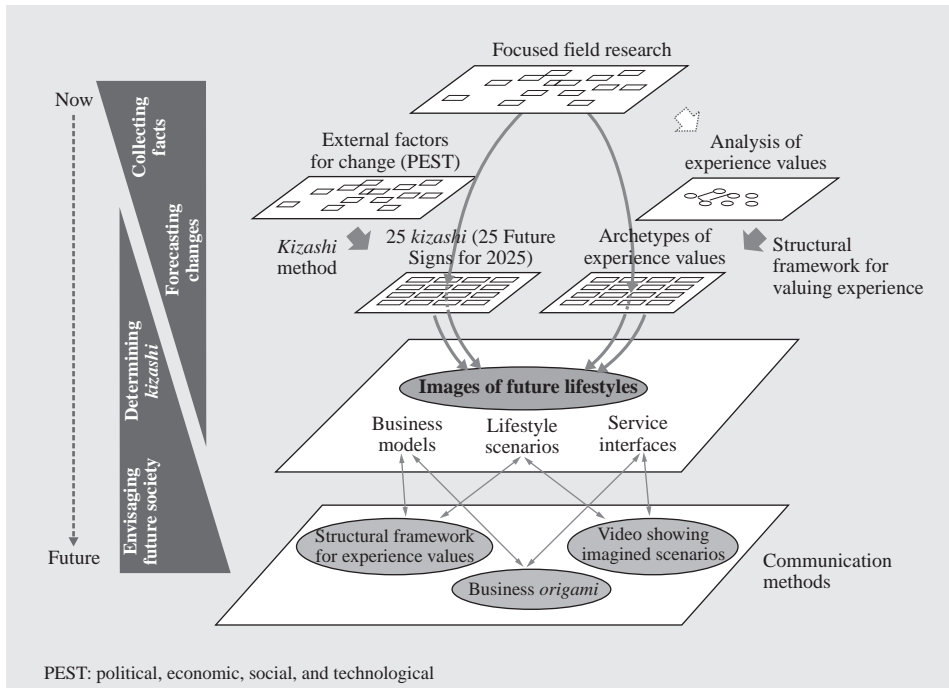 Focused field research
Now
Collecting
facts
External factors
for change (PEST)
Analysis of
experience values
Forecasting
changes
Kizashi
method
25 kizashi (25 Future
Signs for 2025)
Archetypes of
experience values
Structural
framework for
valuing experience
Determining
kizashi
Images of future lifestyles
Business
models
Lifestyle
scenarios
Service
interfaces
Envisaging
future society
Future
Structural framework
for experience values
Video showing
imagined scenarios
Business origami
Communication
methods
PEST: political, economic, social, and technological